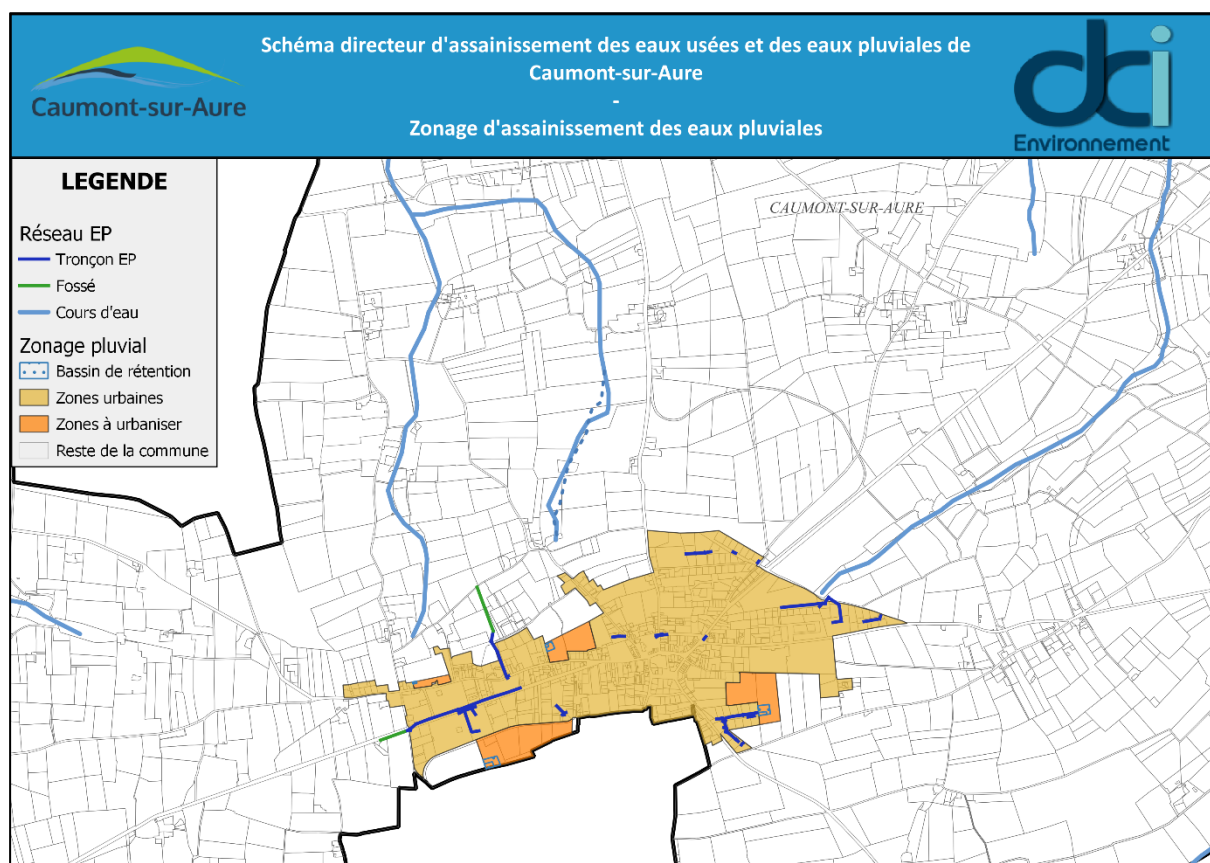 Schéma directeur d'assainissement des eaux usées et des eaux pluviales de
Caumont-sur-Aure
-
Zonage d'assainissement des eaux pluviales
Caumont-sur-Aure
dci
Environnement
LEGENDE
Réseau EP
Tronçon EP
Fossé
Cours d'eau
Zonage pluvial
Bassin de rétention
Zones urbaines
Zones à urbaniser
Reste de la commune
CAUMONT-SUR-AURE